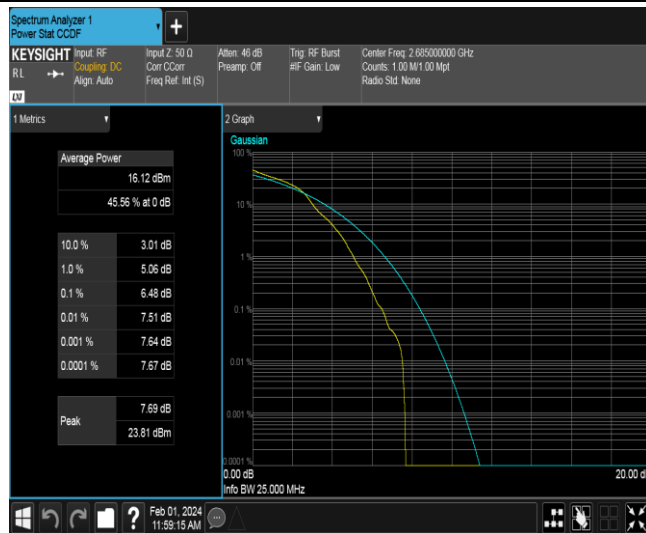 Spectrum Analyzer 1
Power Stat CCDF
+
KEYSIGHT
RL
Input: RF
Coupling: DC
Align: Auto
Input Z: 50 Ω
Corr CCorr
Freq Ref: Int (S)
Atten: 46 dB
Preamp: Off
Trig: RF Burst
#IF Gain: Low
Center Freq: 2.685000000 GHz
Counts: 1.00 M/1.00 Mpt
Radio Std: None
1 Metrics
Average Power
16.12 dBm
45.56 % at 0 dB
10.0 % 3.01 dB
1.0 % 5.06 dB
0.1 % 6.48 dB
0.01 % 7.51 dB
0.001 % 7.64 dB
0.0001 % 7.67 dB
Peak
7.69 dB
23.81 dBm
2 Graph
Gaussian
100 %
10 %
1 %
0.1 %
0.01 %
0.001 %
0.0001 %
0.00 dB
20.00 d
Info BW 25.000 MHz
?
Feb 01, 2024
11:59:15 AM